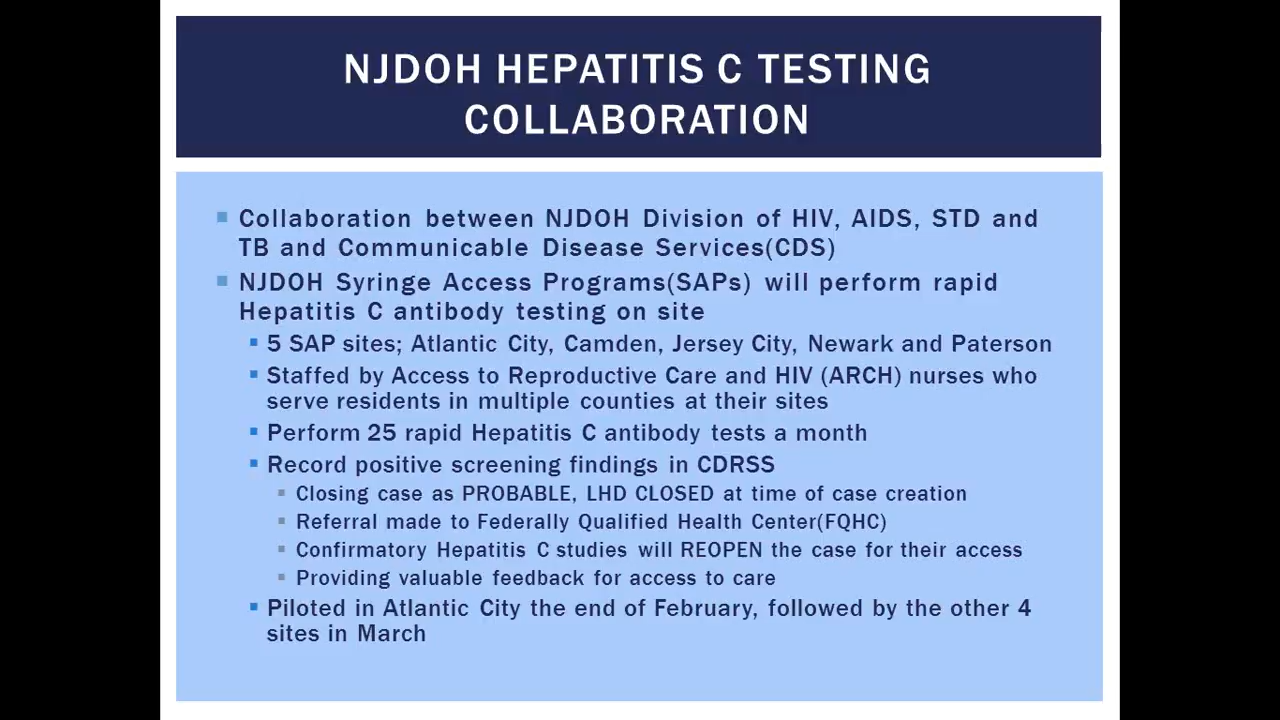 NJDOH HEPATITIS C TESTING
COLLABORATION
Collaboration between NJDOH Division of HIV, AIDS, STD and
TB and Communicable Disease Services(CDS)
NJDOH Syringe Access Programs(SAPs) will perform rapid
Hepatitis C antibody testing on site
5 SAP sites; Atlantic City, Camden, Jersey City, Newark and Paterson
Staffed by Access to Reproductive Care and HIV (ARCH) nurses who
serve residents in multiple counties at their sites
Perform 25 rapid Hepatitis C antibody tests a month
Record positive screening findings in CDRSS
Closing case as PROBABLE, LHD CLOSED at time of case creation
Referral made to Federally Qualified Health Center(FQHC)
Confirmatory Hepatitis C studies will REOPEN the case for their access
Providing valuable feedback for access to care
Piloted in Atlantic City the end of February, followed by the other 4
sites in March